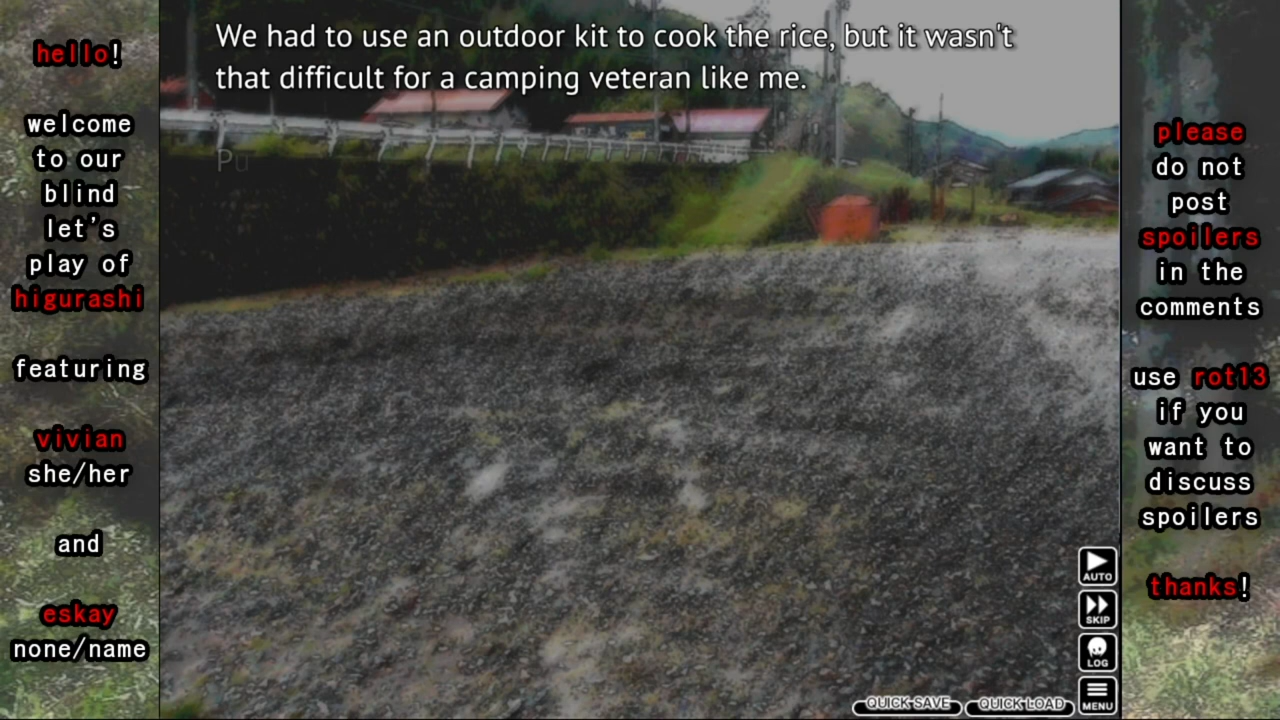 hello!
welcome
to our
blind
let's
play of
higurashi
featuring
vivian
she/her
and
eskay
none/name
We had to use an outdoor kit to cook the rice, but it wasn't
that difficult for a camping veteran like me.
Pu
AUTO
SKIP
LOG
MENU
QUICK SAVE
QUICK LOAD
please
do not
post
spoilers
in the
comments
use rot13
if you
want to
discuss
spoilers
thanks!